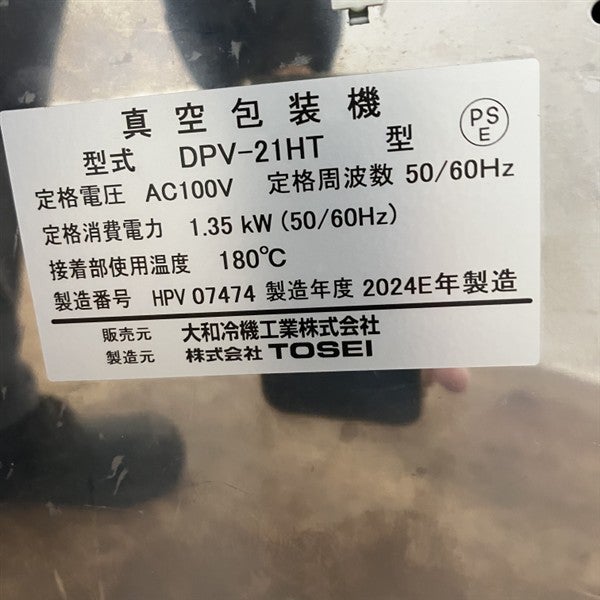 真空包装機
型式 DPV-21HT 型 PSE
定格電圧 AC100V 定格周波数 50/60Hz
定格消費電力 1.35 kW (50/60Hz)
接着部使用温度 180℃
製造番号 HPV 07474 製造年度 2024E年製造
販売元 大和冷機工業株式会社
製造元 株式会社 TOSEI